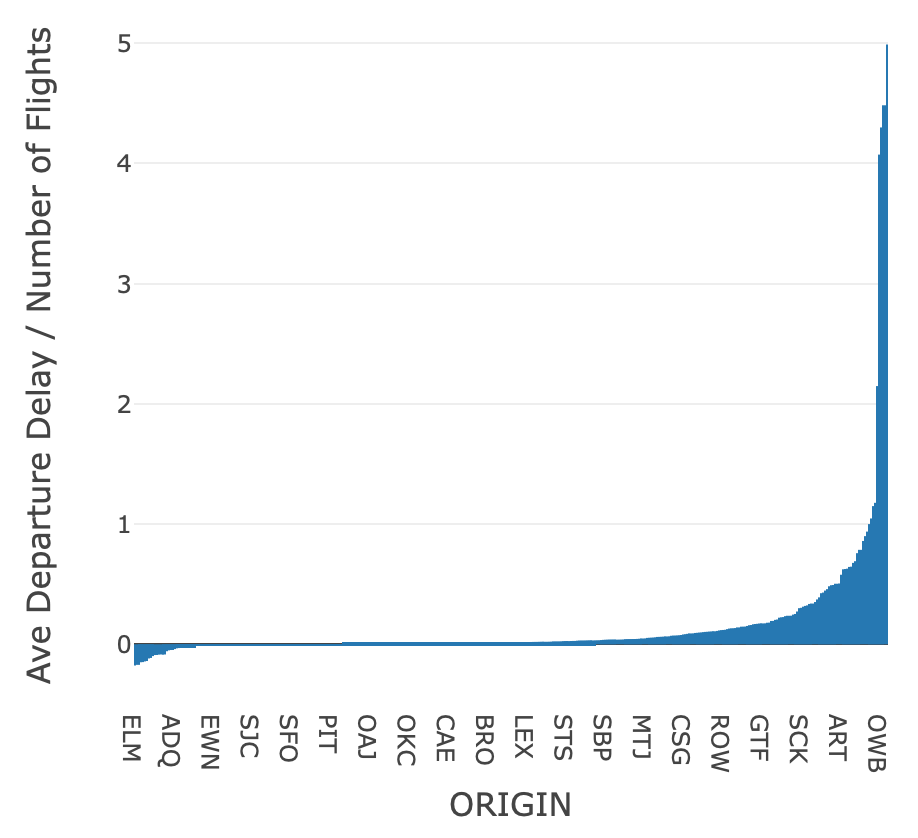 Ave Departure Delay / Number of Flights
5
4
3
2
1
0
ELM
ADQ
EWN
SJC
SFO
PIT
OAJ
OKC
CAE
BRO
LEX
STS
SBP
MTJ
CSG
ROW
GTF
SCK
ART
OWB
ORIGIN